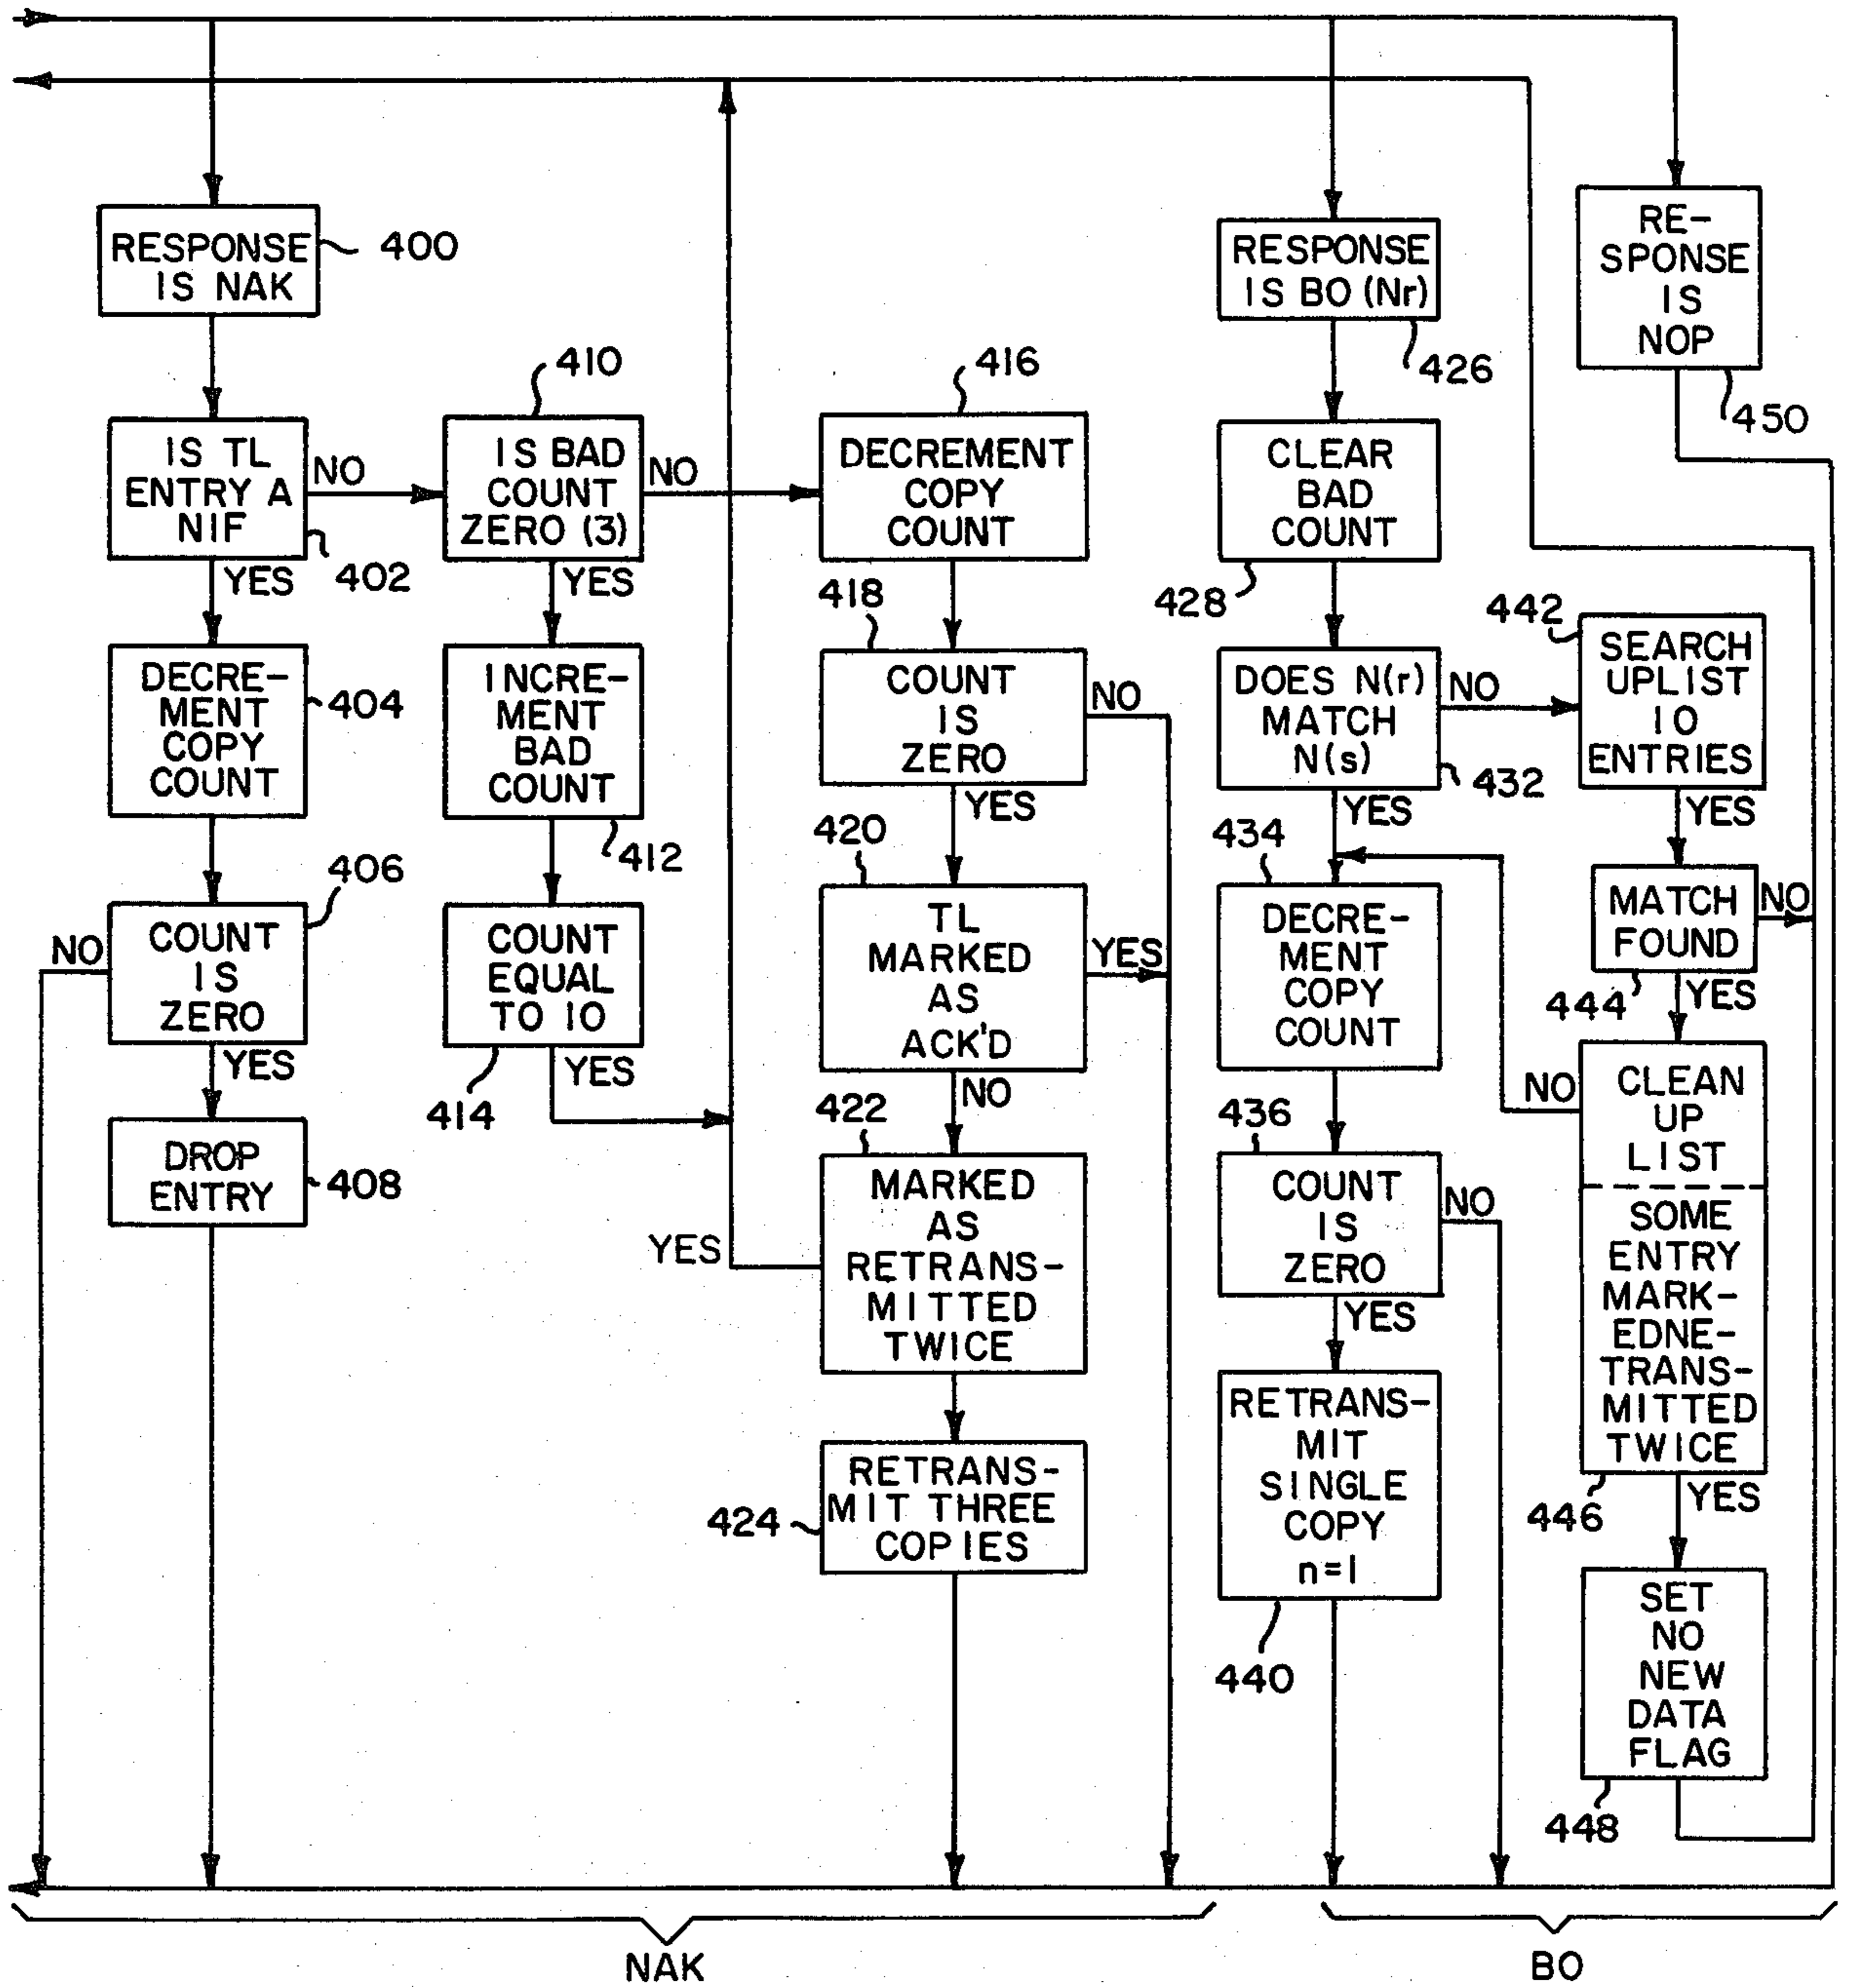 RESPONSE
IS NAK
400
IS TL
ENTRY A
NIF
402
NO
YES
DECRE-
MENT
COPY
COUNT
404
COUNT
IS
ZERO
406
NO
YES
DROP
ENTRY
408
410
IS BAD
COUNT
ZERO (3)
NO
YES
INCRE-
MENT
BAD
COUNT
412
COUNT
EQUAL
TO 10
414
YES
416
DECREMENT
COPY
COUNT
418
COUNT
IS
ZERO
NO
YES
420
TL
MARKED
AS
ACK'D
YES
NO
422
MARKED
AS
RETRANS-
MITTED
TWICE
YES
RETRANS-
MIT THREE
COPIES
424
RESPONSE
IS BO (Nr)
426
CLEAR
BAD
COUNT
428
DOES N(r)
MATCH
N(s)
432
NO
YES
434
DECRE-
MENT
COPY
COUNT
436
COUNT
IS
ZERO
NO
YES
RETRANS-
MIT
SINGLE
COPY
n=1
440
RE-
SPONSE
IS
NOP
450
442
SEARCH
UPLIST
10
ENTRIES
YES
MATCH
FOUND
NO
444
YES
CLEAN
UP
LIST
NO
SOME
ENTRY
MARK-
EDNE-
TRANS-
MITTED
TWICE
446
YES
SET
NO
NEW
DATA
FLAG
448
NAK
BO